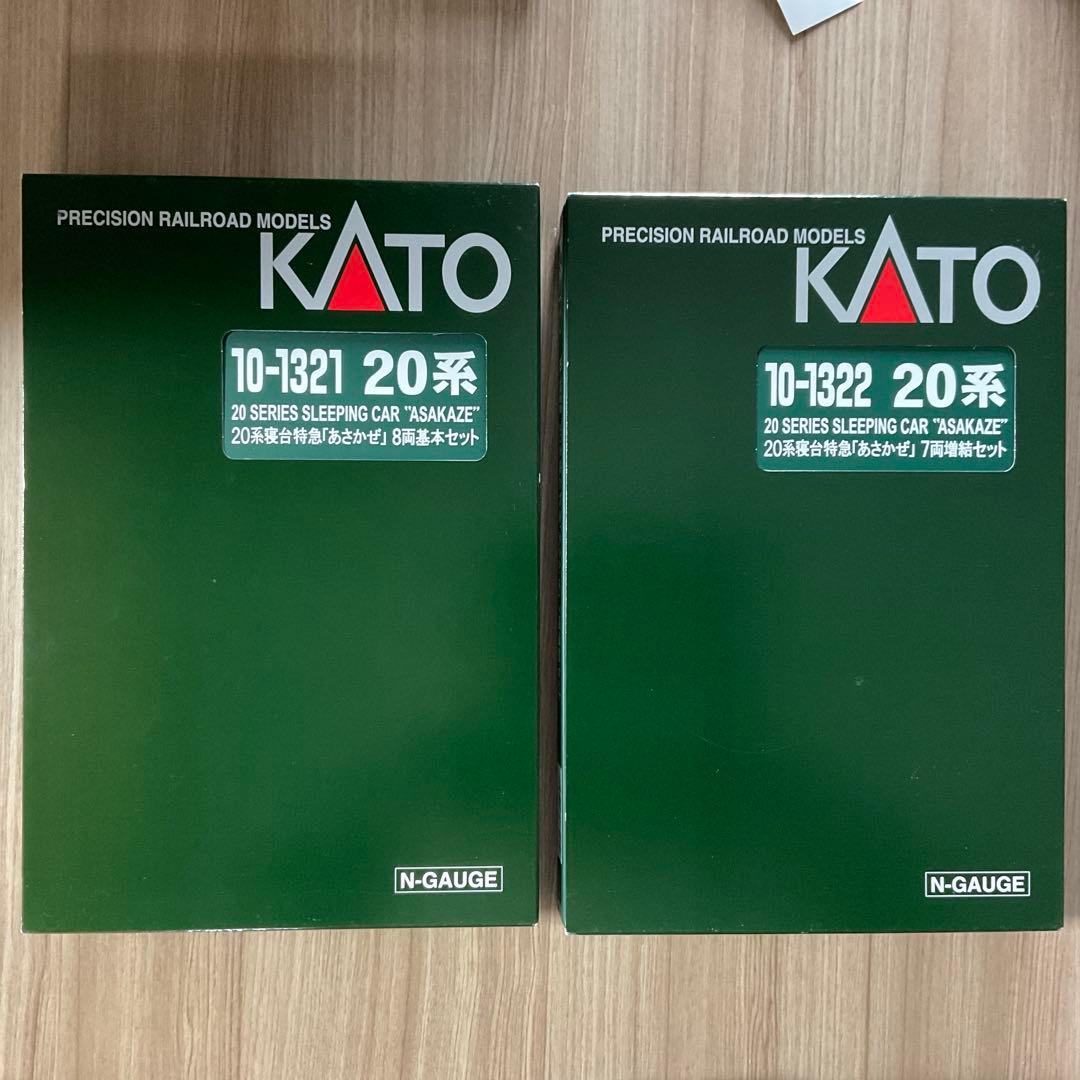 PRECISION RAILROAD MODELS
KATO
10-1321 20系
20 SERIES SLEEPING CAR "ASAKAZE"
20系寝台特急「あさかぜ」 8両基本セット
N-GAUGE
PRECISION RAILROAD MODELS
KATO
10-1322 20系
20 SERIES SLEEPING CAR "ASAKAZE"
20系寝台特急「あさかぜ」 7両増結セット
N-GAUGE